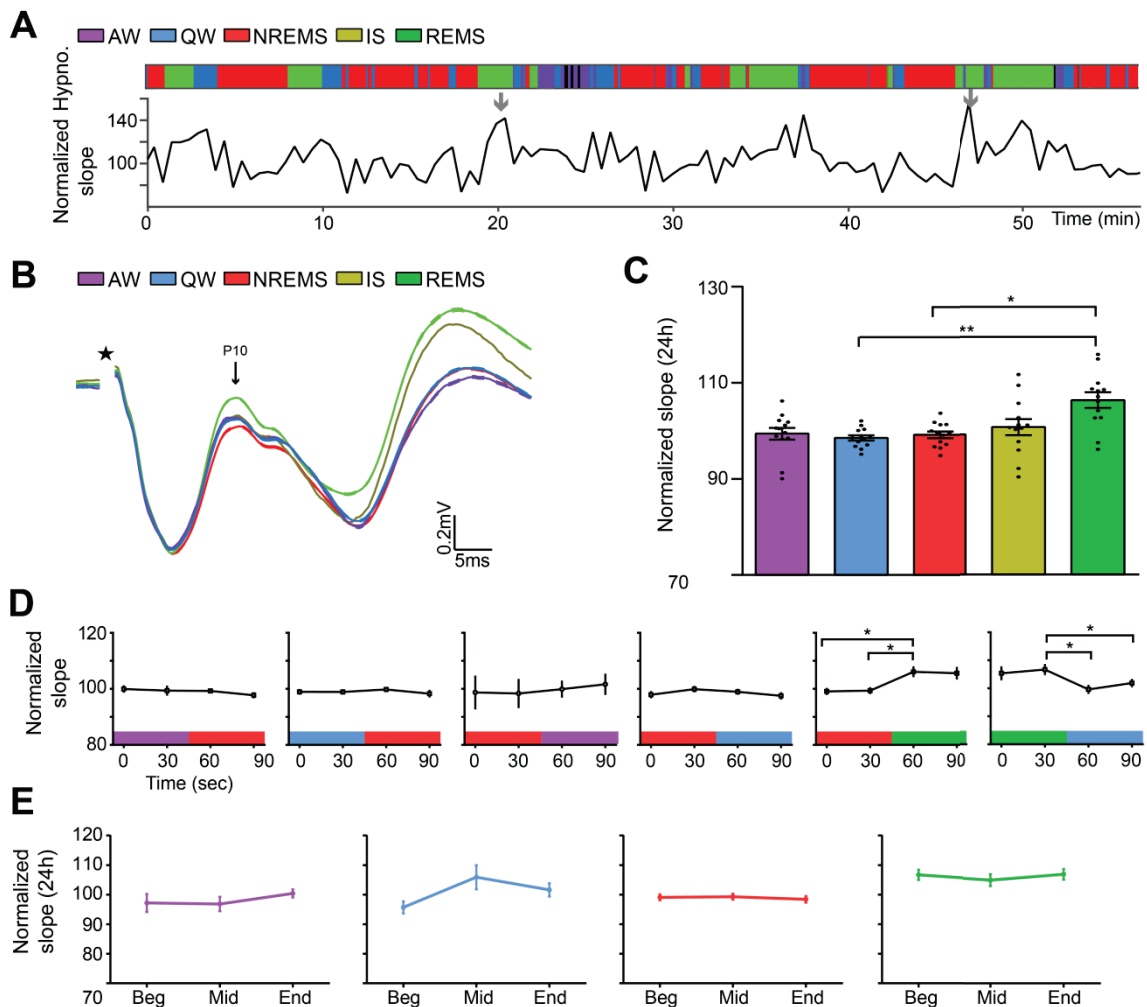 A
AW QW NREMS IS REMS
Hypno.
Normalized slope
140
100
0 10 20 30 40 50 Time (min)
B
AW QW NREMS IS REMS
★
P10
0.2mV
5ms
C
Normalized slope (24h)
130
110
90
70
*
**
D
Normalized
slope
120
100
80
* * * *
0 30 60 90 0 30 60 90 0 30 60 90 0 30 60 90 0 30 60 90 0 30 60 90
Time (sec)
E
Normalized
slope (24h)
120
110
100
90
80
70
Beg Mid End Beg Mid End Beg Mid End Beg Mid End